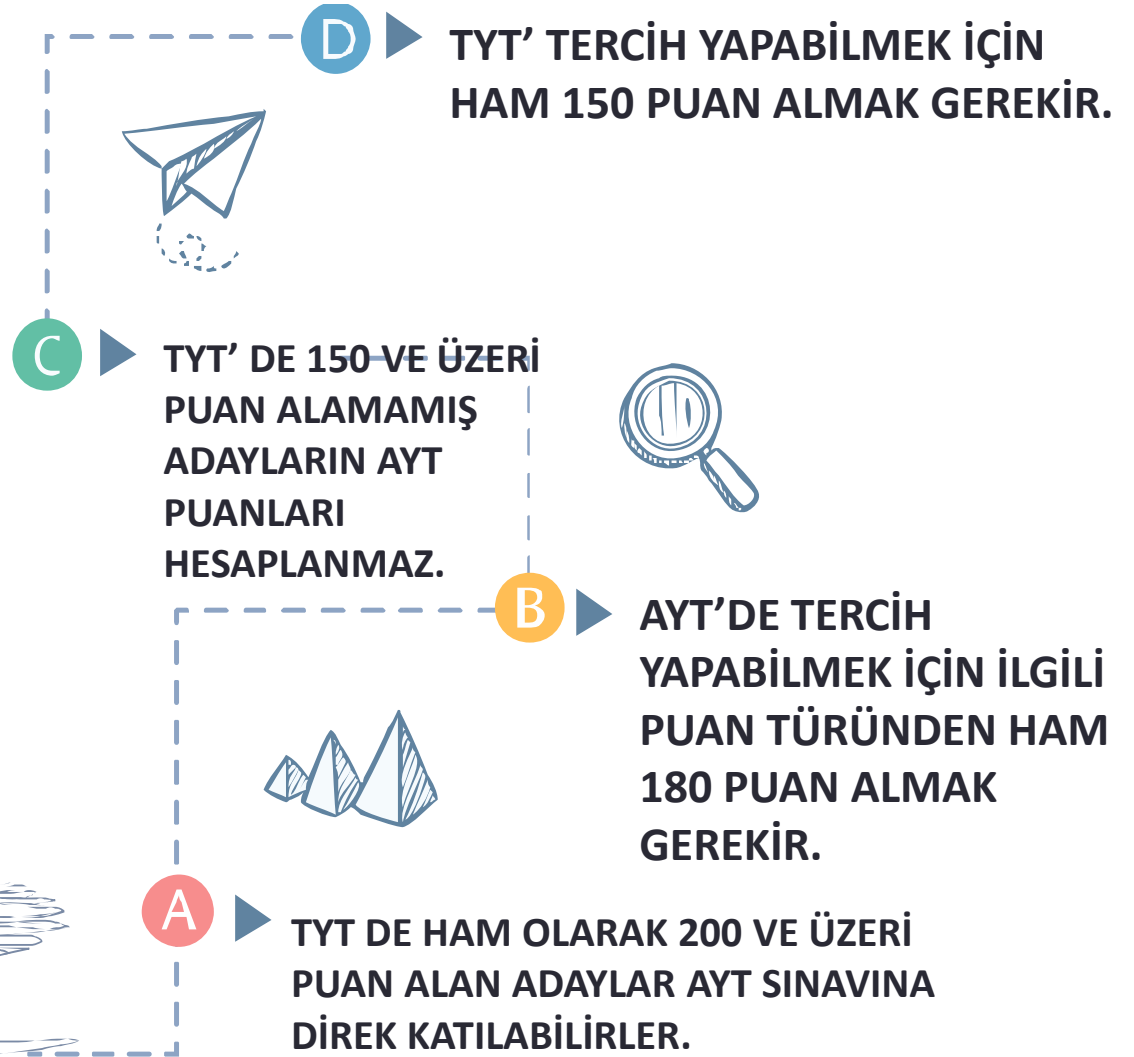 D
TYT’ TERCİH YAPABİLMEK İÇİN
HAM 150 PUAN ALMAK GEREKİR.
C
TYT’ DE 150 VE ÜZERİ
PUAN ALAMAMIŞ
ADAYLARIN AYT
PUANLARI
HESAPLANMAZ.
B
AYT’DE TERCİH
YAPABİLMEK İÇİN İLGİLİ
PUAN TÜRÜNDEN HAM
180 PUAN ALMAK
GEREKİR.
A
TYT DE HAM OLARAK 200 VE ÜZERİ
PUAN ALAN ADAYLAR AYT SINAVINA
DİREK KATILABİLİRLER.